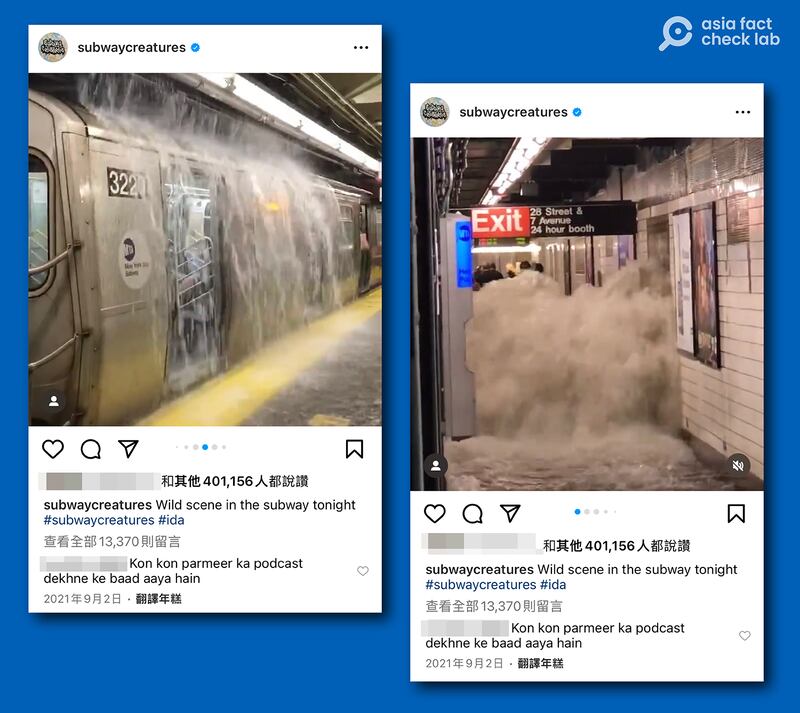 asia fact
check lab
subwaycreatures
322
和其他 401,156 人都說讚
subwaycreatures Wild scene in the subway tonight
#subwaycreatures #ida
查看全部 13,370 則留言
Kon kon parmeer ka podcast
dekhne ke baad aaya hain
2021年9月2日 · 翻譯年糕
subwaycreatures
Exit
28 Street &
7 Avenue
24 hour booth
和其他 401,156 人都說讚
subwaycreatures Wild scene in the subway tonight
#subwaycreatures #ida
查看全部 13,370 則留言
Kon kon parmeer ka podcast
dekhne ke baad aaya hain
2021年9月2日 · 翻譯年糕